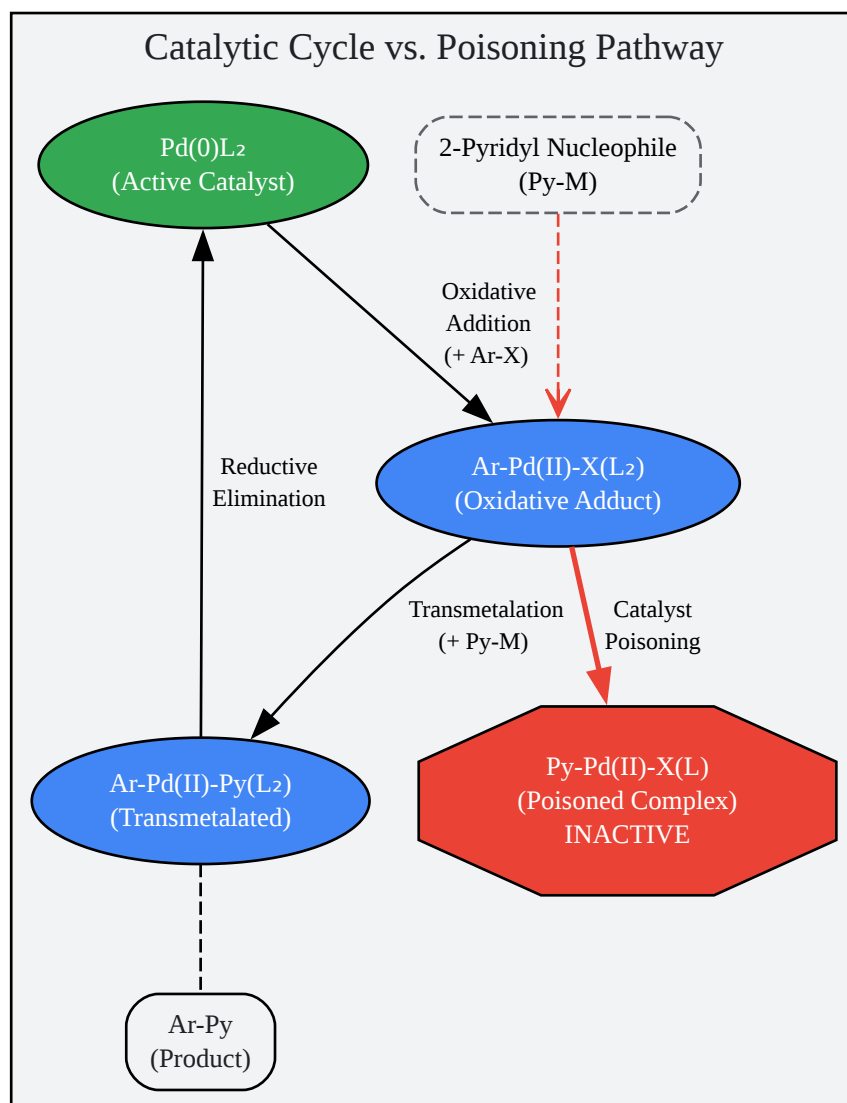 Catalytic Cycle vs. Poisoning Pathway
Pd(0)L₂
(Active Catalyst)
2-Pyridyl Nucleophile
(Py-M)
Oxidative
Addition
(+ Ar-X)
Reductive
Elimination
Ar-Pd(II)-X(L₂)
(Oxidative Adduct)
Transmetalation
(+ Py-M)
Catalyst
Poisoning
Ar-Pd(II)-Py(L₂)
(Transmetalated)
Py-Pd(II)-X(L)
(Poisoned Complex)
INACTIVE
Ar-Py
(Product)